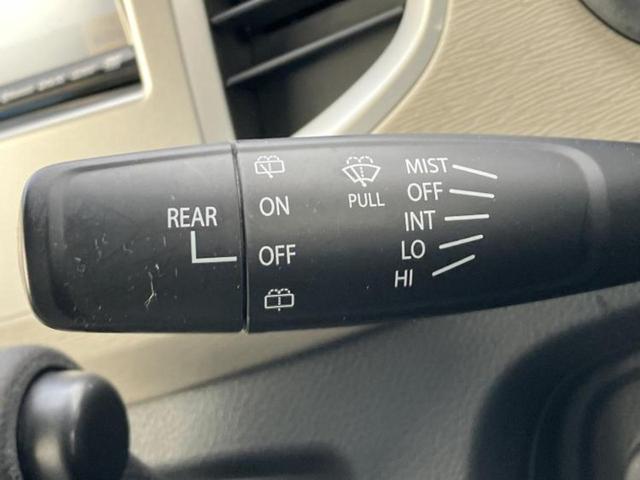 REAR
ON
OFF
PULL
MIST
OFF
INT
LO
HI